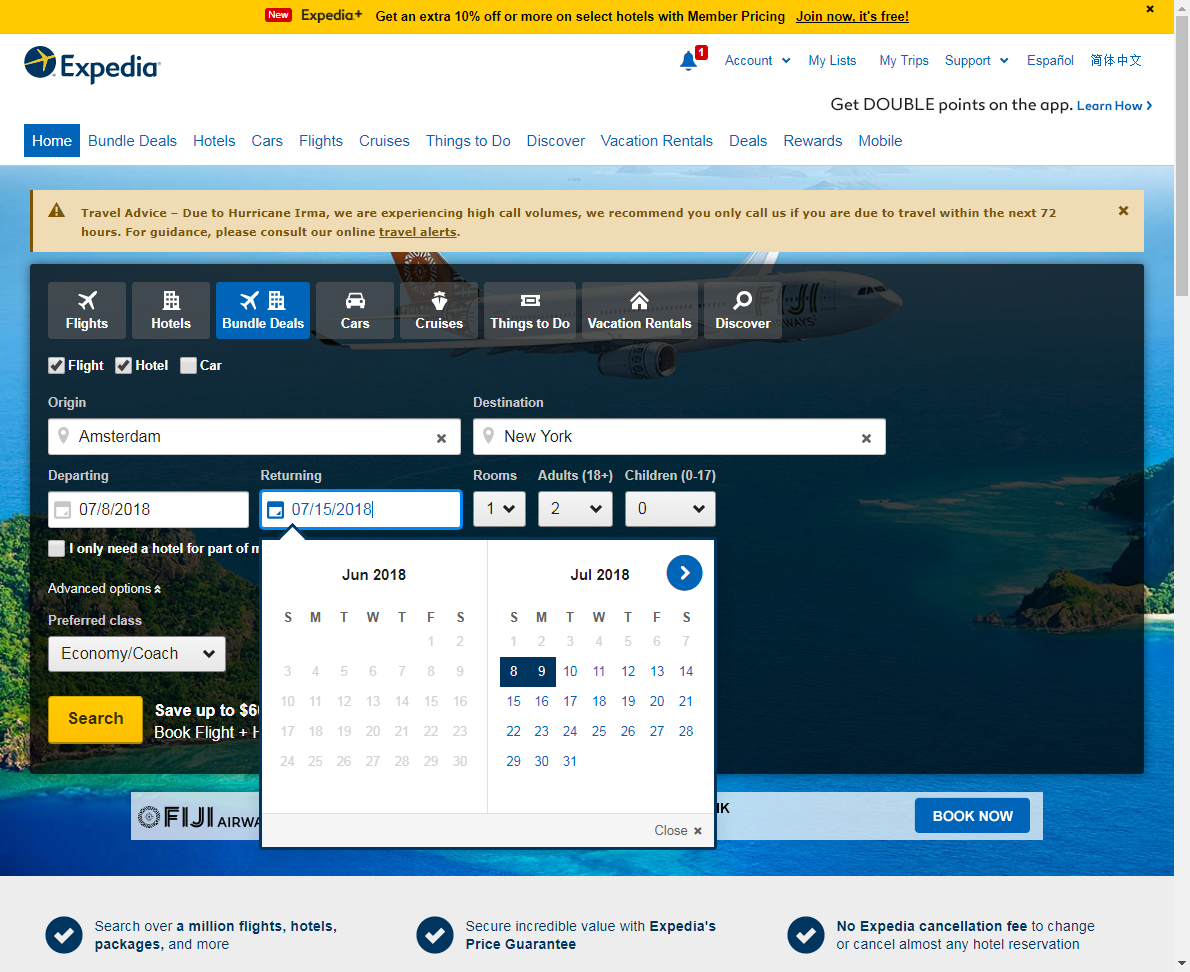 New Expedia+ Get an extra 10% off or more on select hotels with Member Pricing Join now, it's free!
Expedia
1 Account My Lists My Trips Support Español 简体中文
Get DOUBLE points on the app. Learn How
Home Bundle Deals Hotels Cars Flights Cruises Things to Do Discover Vacation Rentals Deals Rewards Mobile
Travel Advice – Due to Hurricane Irma, we are experiencing high call volumes, we recommend you only call us if you are due to travel within the next 72
hours. For guidance, please consult our online travel alerts.
Flights Hotels Bundle Deals Cars Cruises Things to Do Vacation Rentals Discover
Flight Hotel Car
Origin Destination
Amsterdam New York
Departing Returning Rooms Adults (18+) Children (0-17)
07/8/2018 07/15/2018 1 2 0
I only need a hotel for part of m
Jun 2018 Jul 2018
Advanced options
S M T W T F S S M T W T F S
Preferred class
1 2 1 2 3 4 5 6 7
Economy/Coach
3 4 5 6 7 8 9 8 9 10 11 12 13 14
10 11 12 13 14 15 16 15 16 17 18 19 20 21
Search Save up to $60
Book Flight + H
17 18 19 20 21 22 23 22 23 24 25 26 27 28
24 25 26 27 28 29 30 29 30 31
FIJI AIRWA IK BOOK NOW
Close
Search over a million flights, hotels,
packages, and more
Secure incredible value with Expedia's
Price Guarantee
No Expedia cancellation fee to change
or cancel almost any hotel reservation